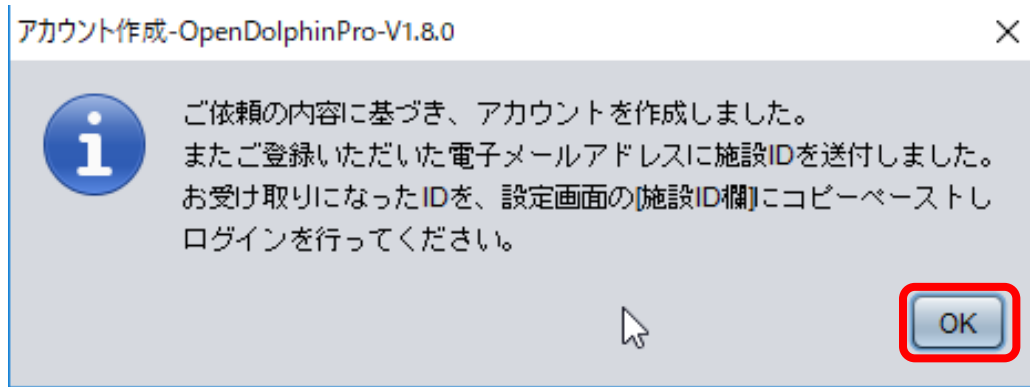 アカウント作成-OpenDolphinPro-V1.8.0
ご依頼の内容に基づき、アカウントを作成しました。
またご登録いただいた電子メールアドレスに施設IDを送付しました。
お受け取りになったIDを、設定画面の[施設ID欄]にコピーペーストし
ログインを行ってください。
OK